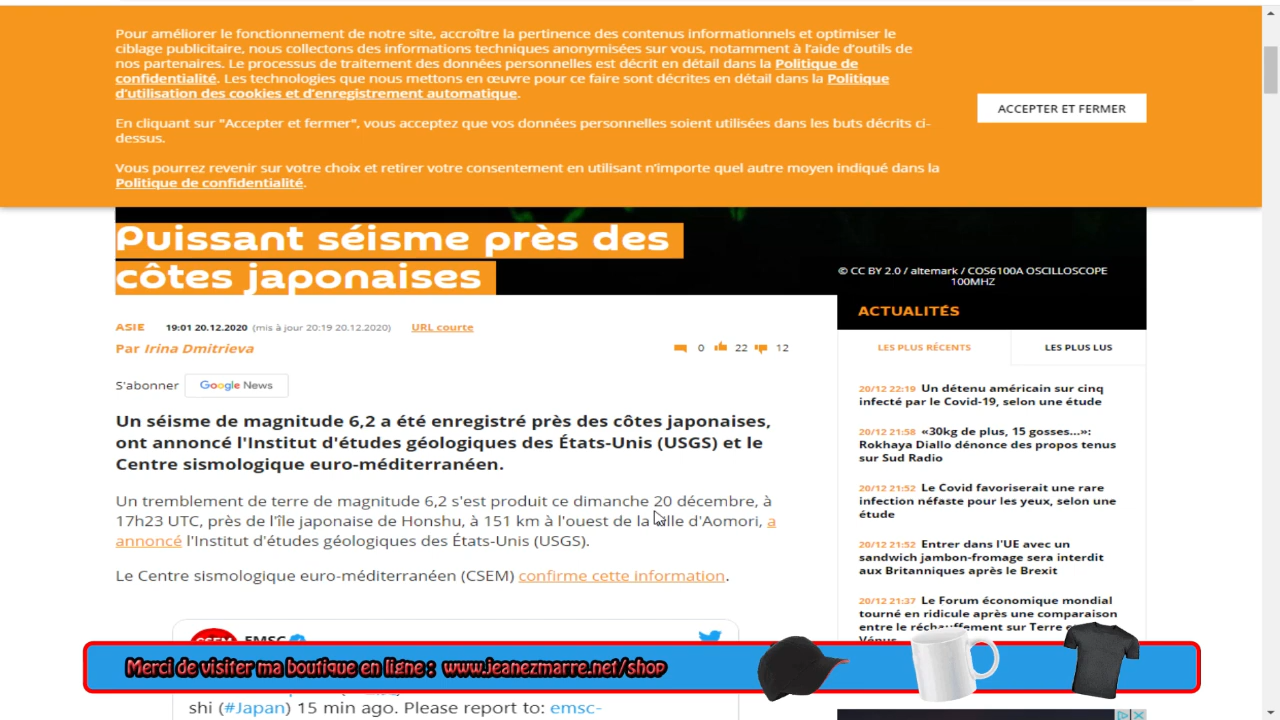 Pour améliorer le fonctionnement de notre site, accroître la pertinence des contenus informationnels et optimiser le
ciblage publicitaire, nous collectons des informations techniques anonymisées sur vous, notamment à l'aide d'outils de
nos partenaires. Le processus de traitement des données personnelles est décrit en détail dans la Politique de
confidentialité. Les technologies que nous mettons en œuvre pour ce faire sont décrites en détail dans la Politique
d'utilisation des cookies et d'enregistrement automatique.
En cliquant sur "Accepter et fermer", vous acceptez que vos données personnelles soient utilisées dans les buts décrits ci-
dessus.
Vous pourrez revenir sur votre choix et retirer votre consentement en utilisant n'importe quel autre moyen indiqué dans la
Politique de confidentialité.
ACCEPTER ET FERMER
Puissant séisme près des
côtes japonaises
© CC BY 2.0 / altemark / COS6100A OSCILLOSCOPE
100MHZ
ASIE 19:01 20.12.2020 (mis à jour 20:19 20.12.2020) URL courte
Par Irina Dmitrieva
0 22 12
S'abonner Google News
Un séisme de magnitude 6,2 a été enregistré près des côtes japonaises,
ont annoncé l'Institut d'études géologiques des États-Unis (USGS) et le
Centre sismologique euro-méditerranéen.
Un tremblement de terre de magnitude 6,2 s'est produit ce dimanche 20 décembre, à
17h23 UTC, près de l'île japonaise de Honshu, à 151 km à l'ouest de la ville d'Aomori, a
annoncé l'Institut d'études géologiques des États-Unis (USGS).
Le Centre sismologique euro-méditerranéen (CSEM) confirme cette information.
CSEM EMSC
shi (#Japan) 15 min ago. Please report to: emsc-
ACTUALITÉS
LES PLUS RÉCENTS LES PLUS LUS
20/12 22:19 Un détenu américain sur cinq
infecté par le Covid-19, selon une étude
20/12 21:58 «30kg de plus, 15 gosses...»:
Rokhaya Diallo dénonce des propos tenus
sur Sud Radio
20/12 21:52 Le Covid favoriserait une rare
infection néfaste pour les yeux, selon une
étude
20/12 21:52 Entrer dans l'UE avec un
sandwich jambon-fromage sera interdit
aux Britanniques après le Brexit
20/12 21:37 Le Forum économique mondial
tourné en ridicule après une comparaison
entre le réchauffement sur Terre
Vénus
Merci de visiter ma boutique en ligne : www.jeanezmarre.net/shop